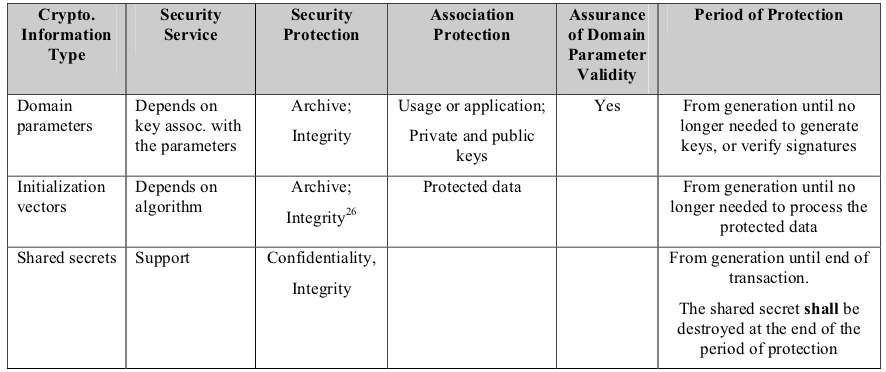 Crypto.
Information
Type
Security
Service
Security
Protection
Association
Protection
Assurance
of Domain
Parameter
Validity
Period of Protection
Domain
parameters
Depends on
key assoc. with
the parameters
Archive;
Integrity
Usage or application;
Private and public
keys
Yes
From generation until no
longer needed to generate
keys, or verify signatures
Initialization
vectors
Depends on
algorithm
Archive;
Integrity26
Protected data
From generation until no
longer needed to process the
protected data
Shared secrets
Support
Confidentiality,
Integrity
From generation until end of
transaction.
The shared secret shall be
destroyed at the end of the
period of protection